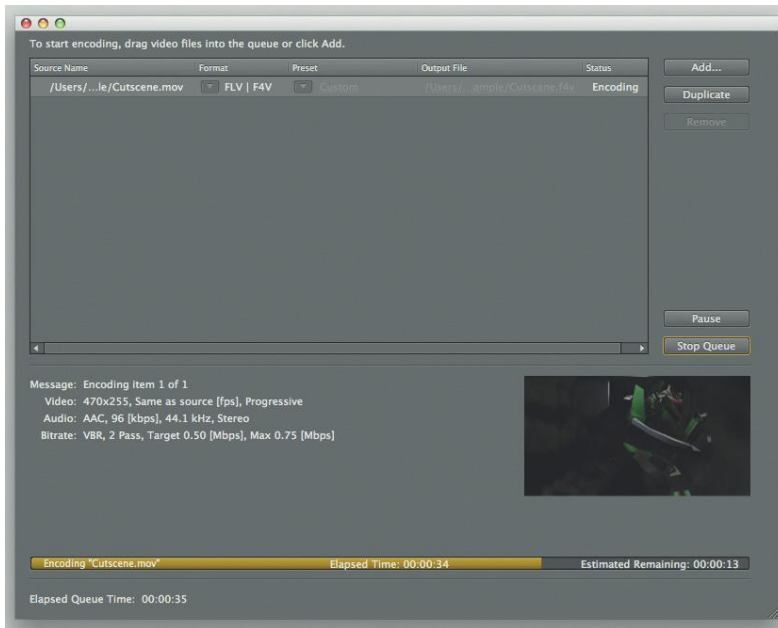 To start encoding, drag video files into the queue or click Add.
Source Name Format Preset Output File Status
/Users/...le/Cutscene.mov FLV | F4V Custom /Users/...ample/Cutscene.f4v Encoding
Add...
Duplicate
Remove
Pause
Stop Queue
Message: Encoding item 1 of 1
Video: 470x255, Same as source [fps], Progressive
Audio: AAC, 96 [kbps], 44.1 kHz, Stereo
Bitrate: VBR, 2 Pass, Target 0.50 [Mbps], Max 0.75 [Mbps]
Encoding "Cutscene.mov" Elapsed Time: 00:00:34 Estimated Remaining: 00:00:13
Elapsed Queue Time: 00:00:35